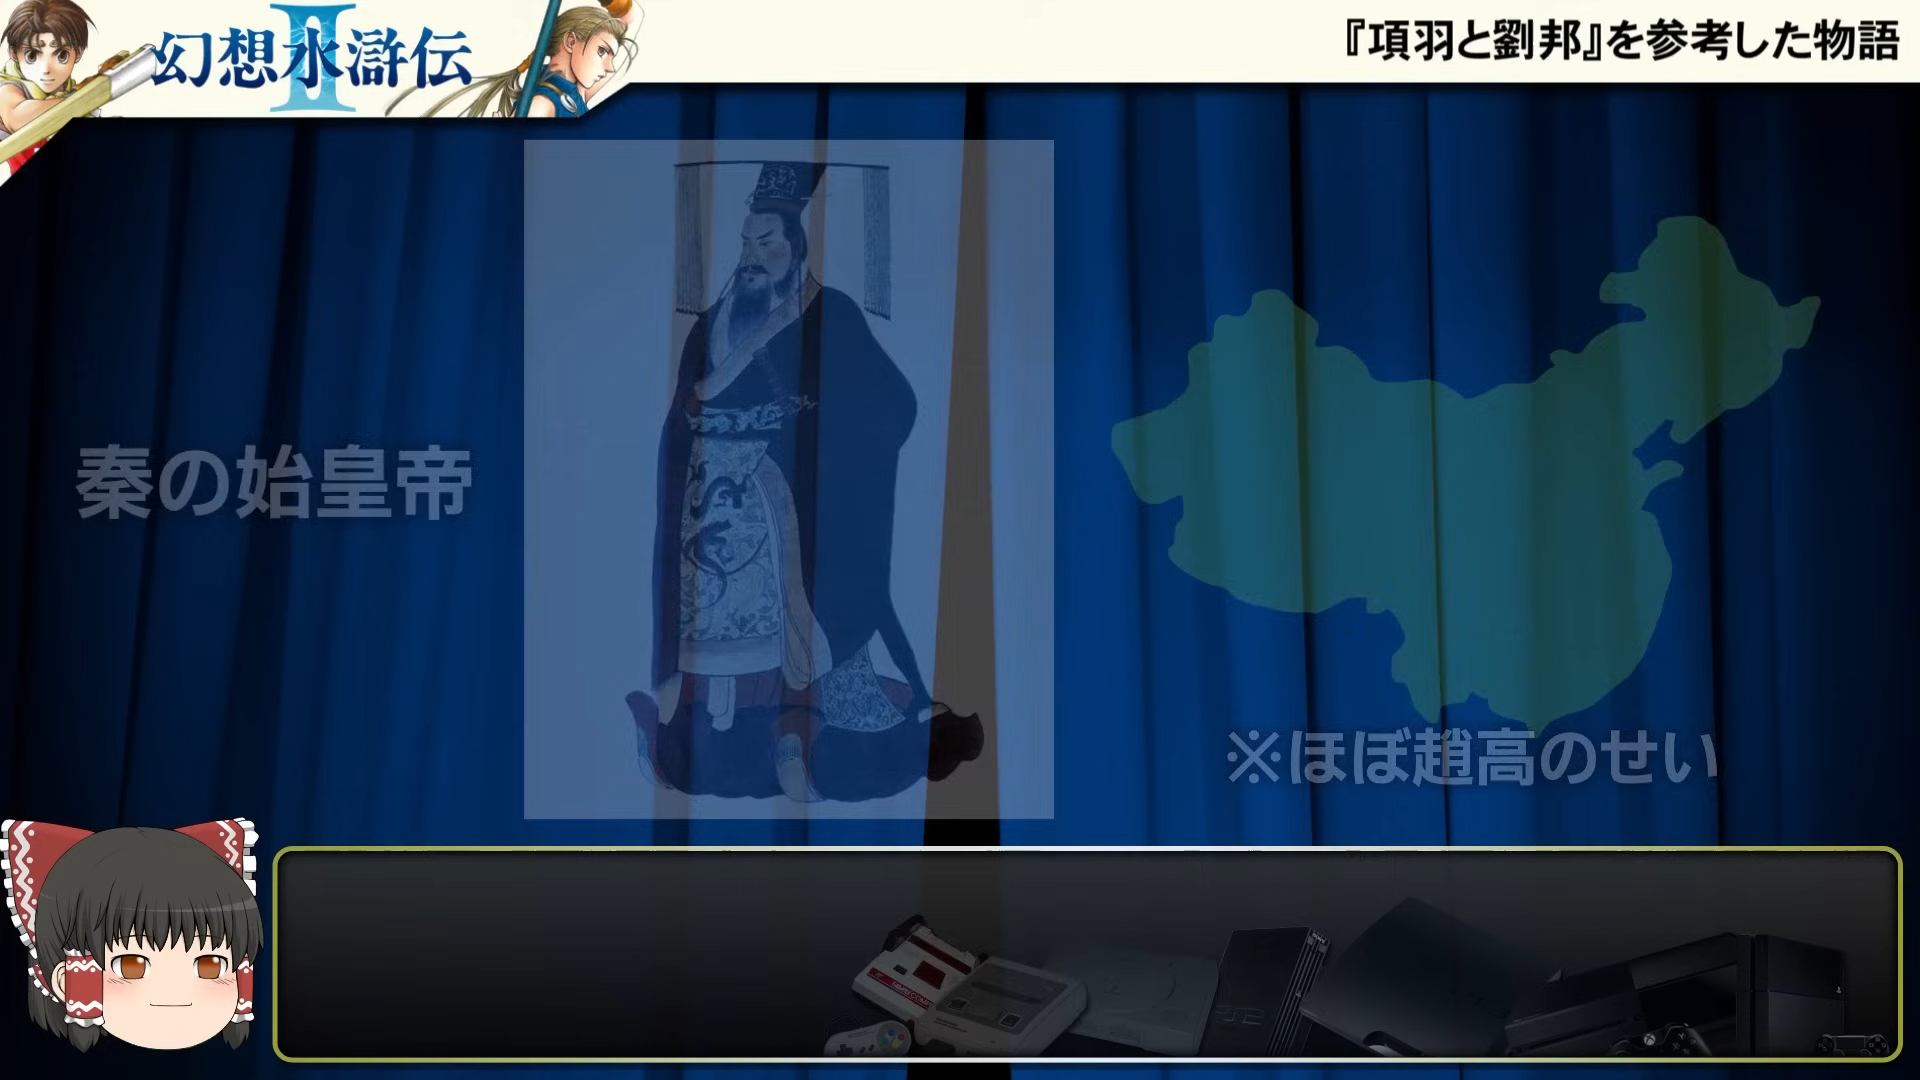 幻想水滸伝
II
『項羽と劉邦』を参考した物語
秦の始皇帝
※ほぼ趙高のせい